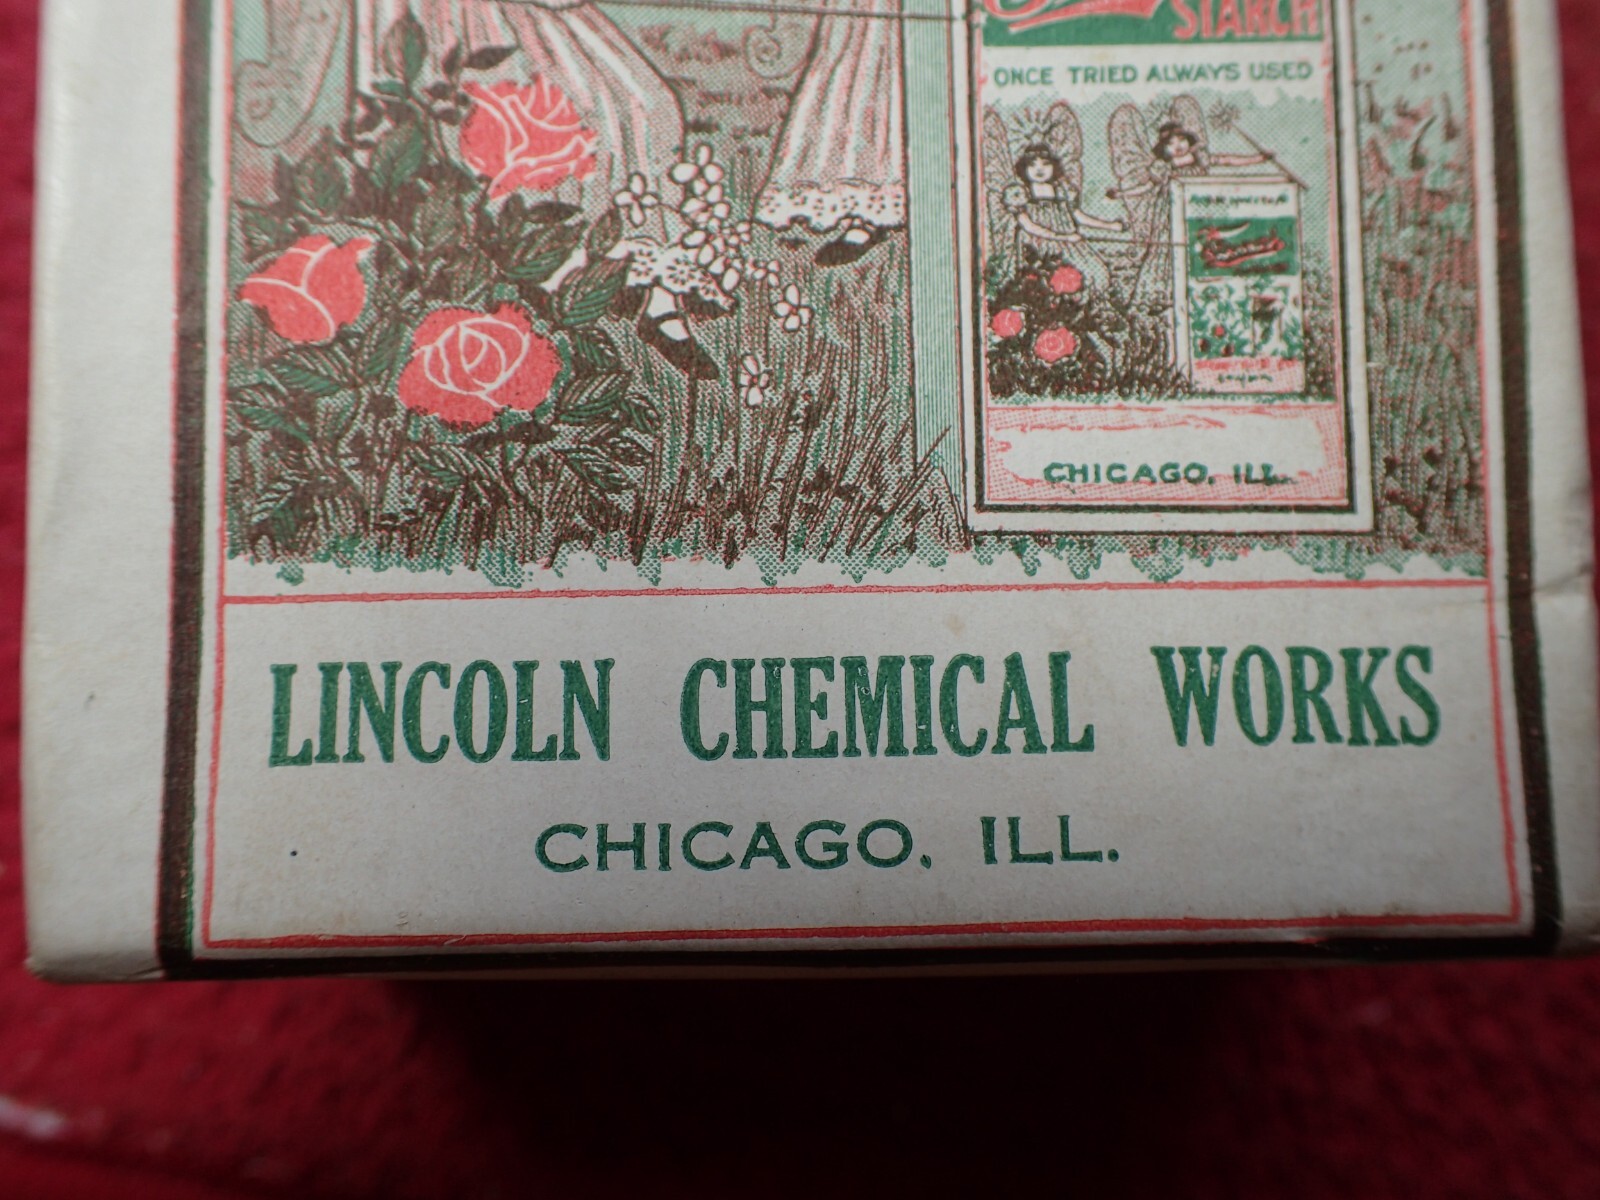 STARCH
ONCE TRIED ALWAYS USED
CHICAGO, ILL.
LINCOLN CHEMICAL WORKS
CHICAGO, ILL.